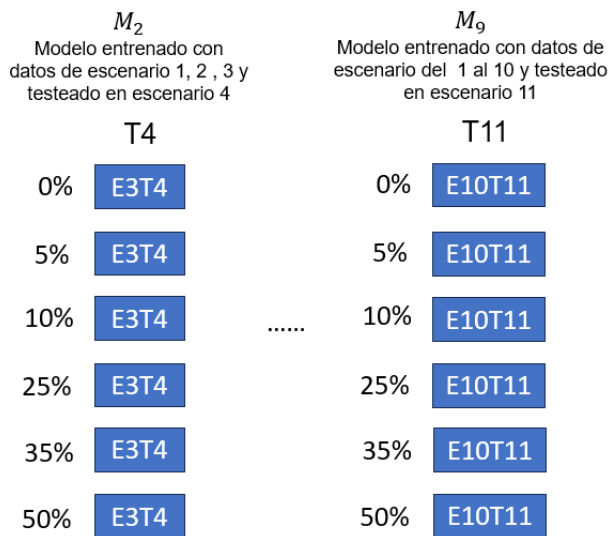 M₂
Modelo entrenado con
datos de escenario 1, 2 , 3 y
testeado en escenario 4
T4
0% E3T4
5% E3T4
10% E3T4
25% E3T4
35% E3T4
50% E3T4
......
M₉
Modelo entrenado con datos de
escenario del 1 al 10 y testeado
en escenario 11
T11
0% E10T11
5% E10T11
10% E10T11
25% E10T11
35% E10T11
50% E10T11